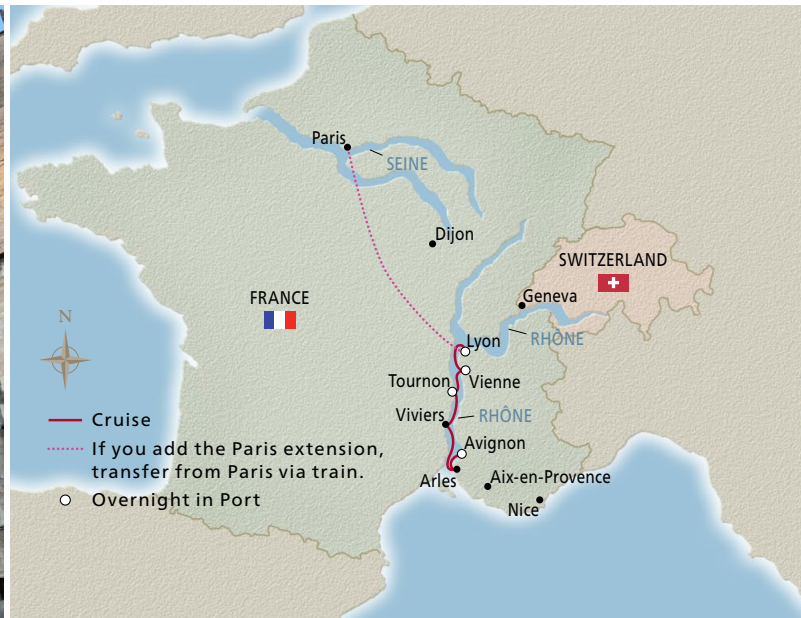 Paris
SEINE
Dijon
SWITZERLAND
FRANCE
Geneva
N
RHÔNE
Lyon
Tournon
Vienne
Viviers
RHÔNE
Cruise
Avignon
If you add the Paris extension,
transfer from Paris via train.
Arles
Aix-en-Provence
Overnight in Port
Nice